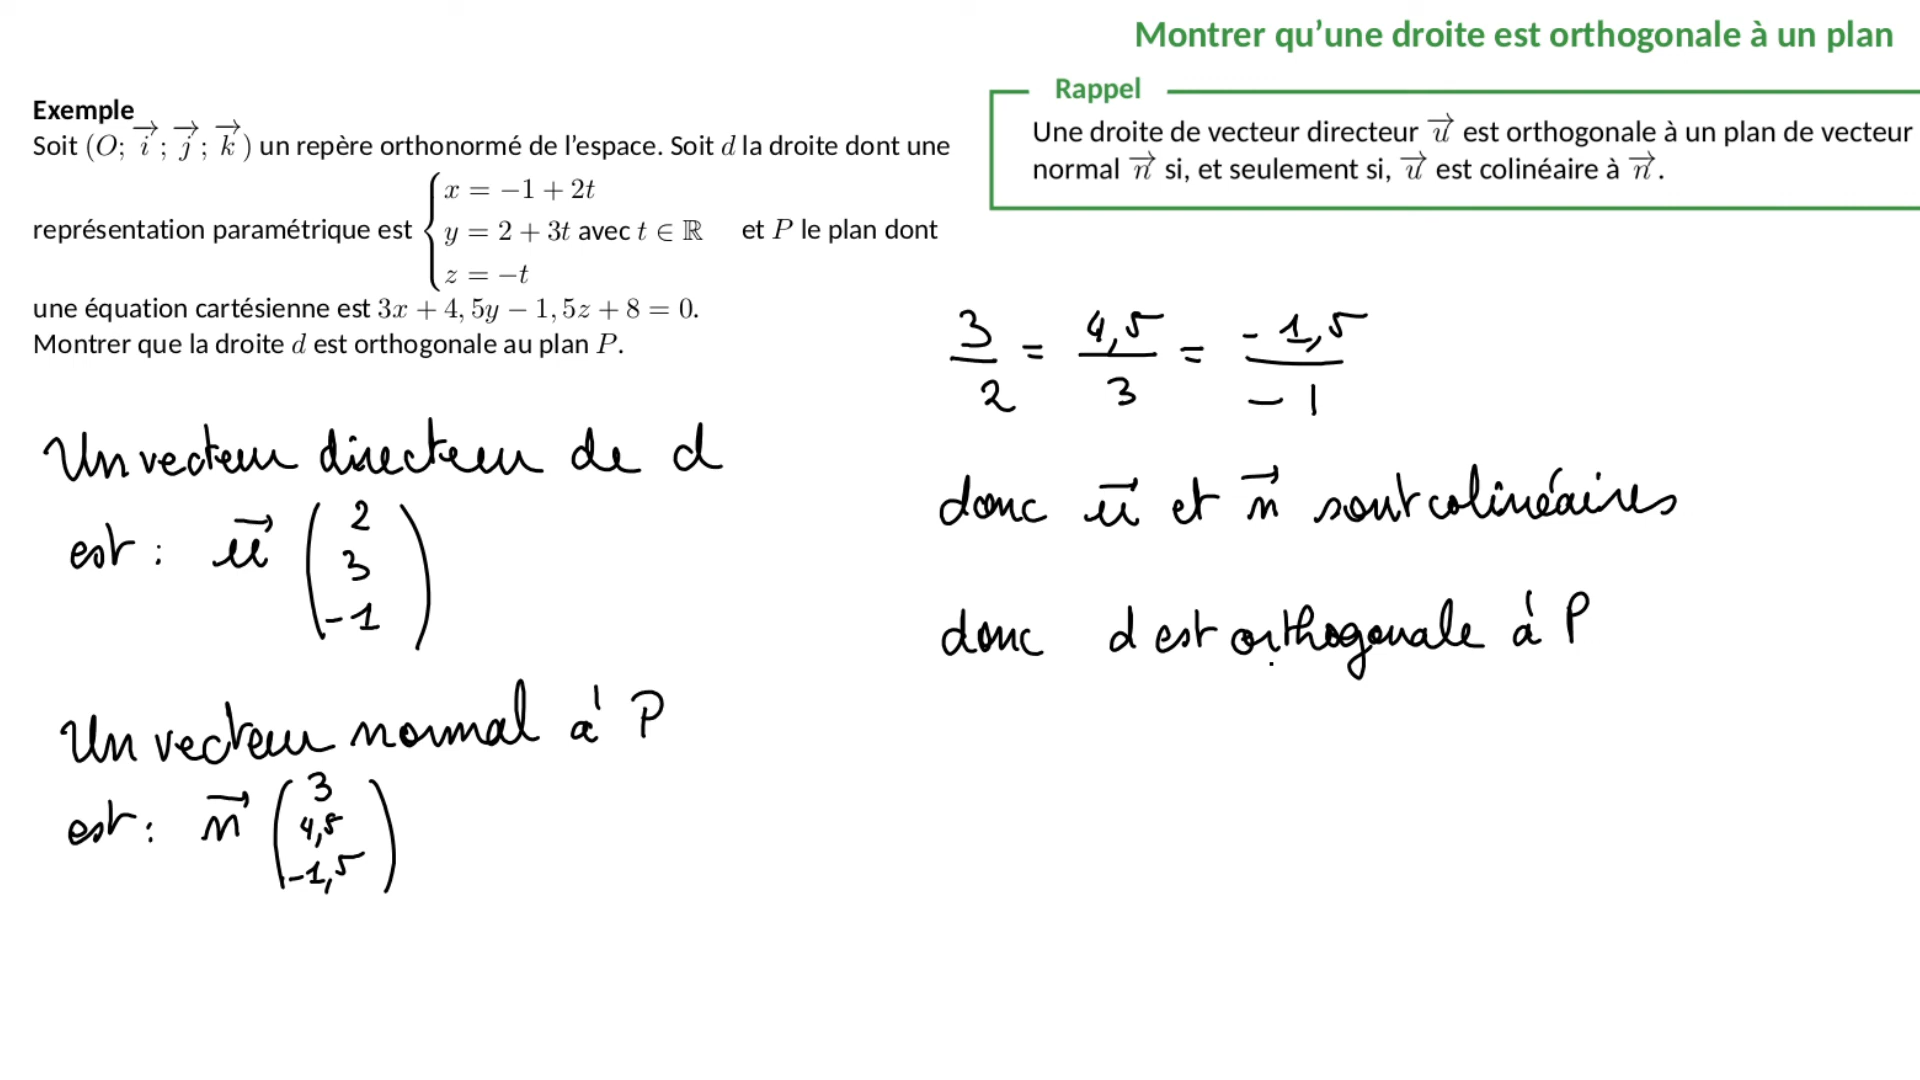 Montrer qu'une droite est orthogonale à un plan
Rappel
Une droite de vecteur directeur u⃗ est orthogonale à un plan de vecteur
normal n⃗ si, et seulement si, u⃗ est colinéaire à n⃗.
Exemple
Soit (O; i⃗ ; j⃗ ; k⃗) un repère orthonormé de l'espace. Soit d la droite dont une
x = −1 + 2t
représentation paramétrique est { y = 2 + 3t avec t ∈ ℝ et P le plan dont
z = −t
une équation cartésienne est 3x + 4, 5y − 1, 5z + 8 = 0.
Montrer que la droite d est orthogonale au plan P.
Un vecteur directeur de d
est : u⃗ (2
3
-1)
Un vecteur normal à P
est : n⃗ (3
4,5
-1,5)
3/2 = 4,5/3 = -1,5/-1
donc u⃗ et n⃗ sont colinéaires
donc d est orthogonale à P